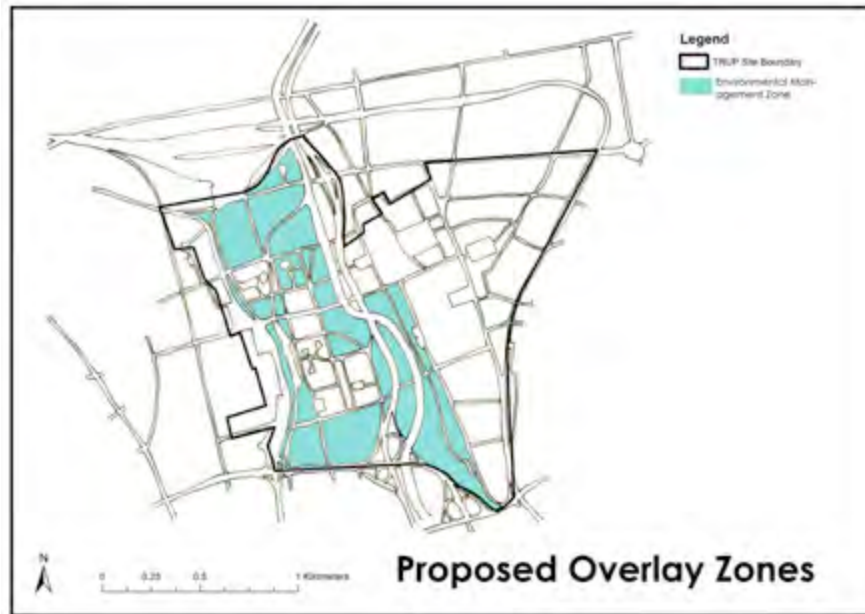 Legend
TRUP Site Boundary
Environmental Man-
agement Zone
N
0 0.25 0.5 1 Kilometers
Proposed Overlay Zones